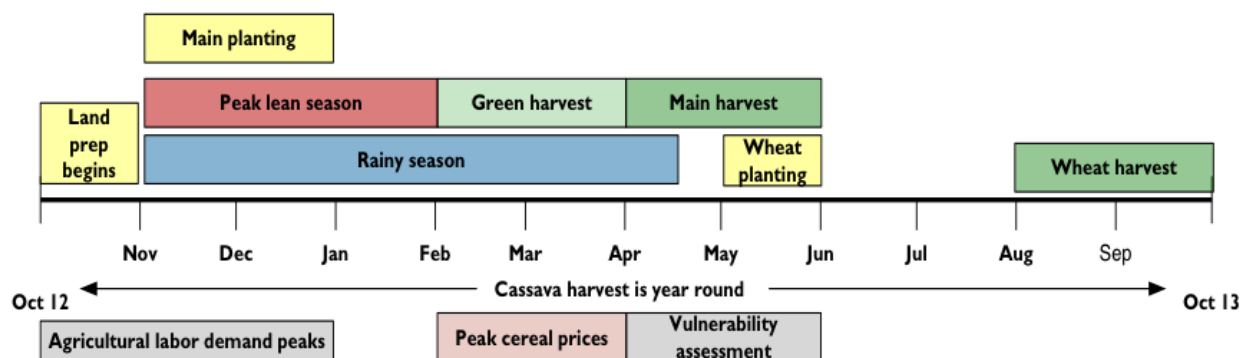 Main planting
Peak lean season
Green harvest
Main harvest
Land
prep
begins
Rainy season
Wheat
planting
Wheat harvest
Nov
Dec
Jan
Feb
Mar
Apr
May
Jun
Jul
Aug
Sep
Oct 12
Cassava harvest is year round
Oct 13
Agricultural labor demand peaks
Peak cereal prices
Vulnerability
assessment